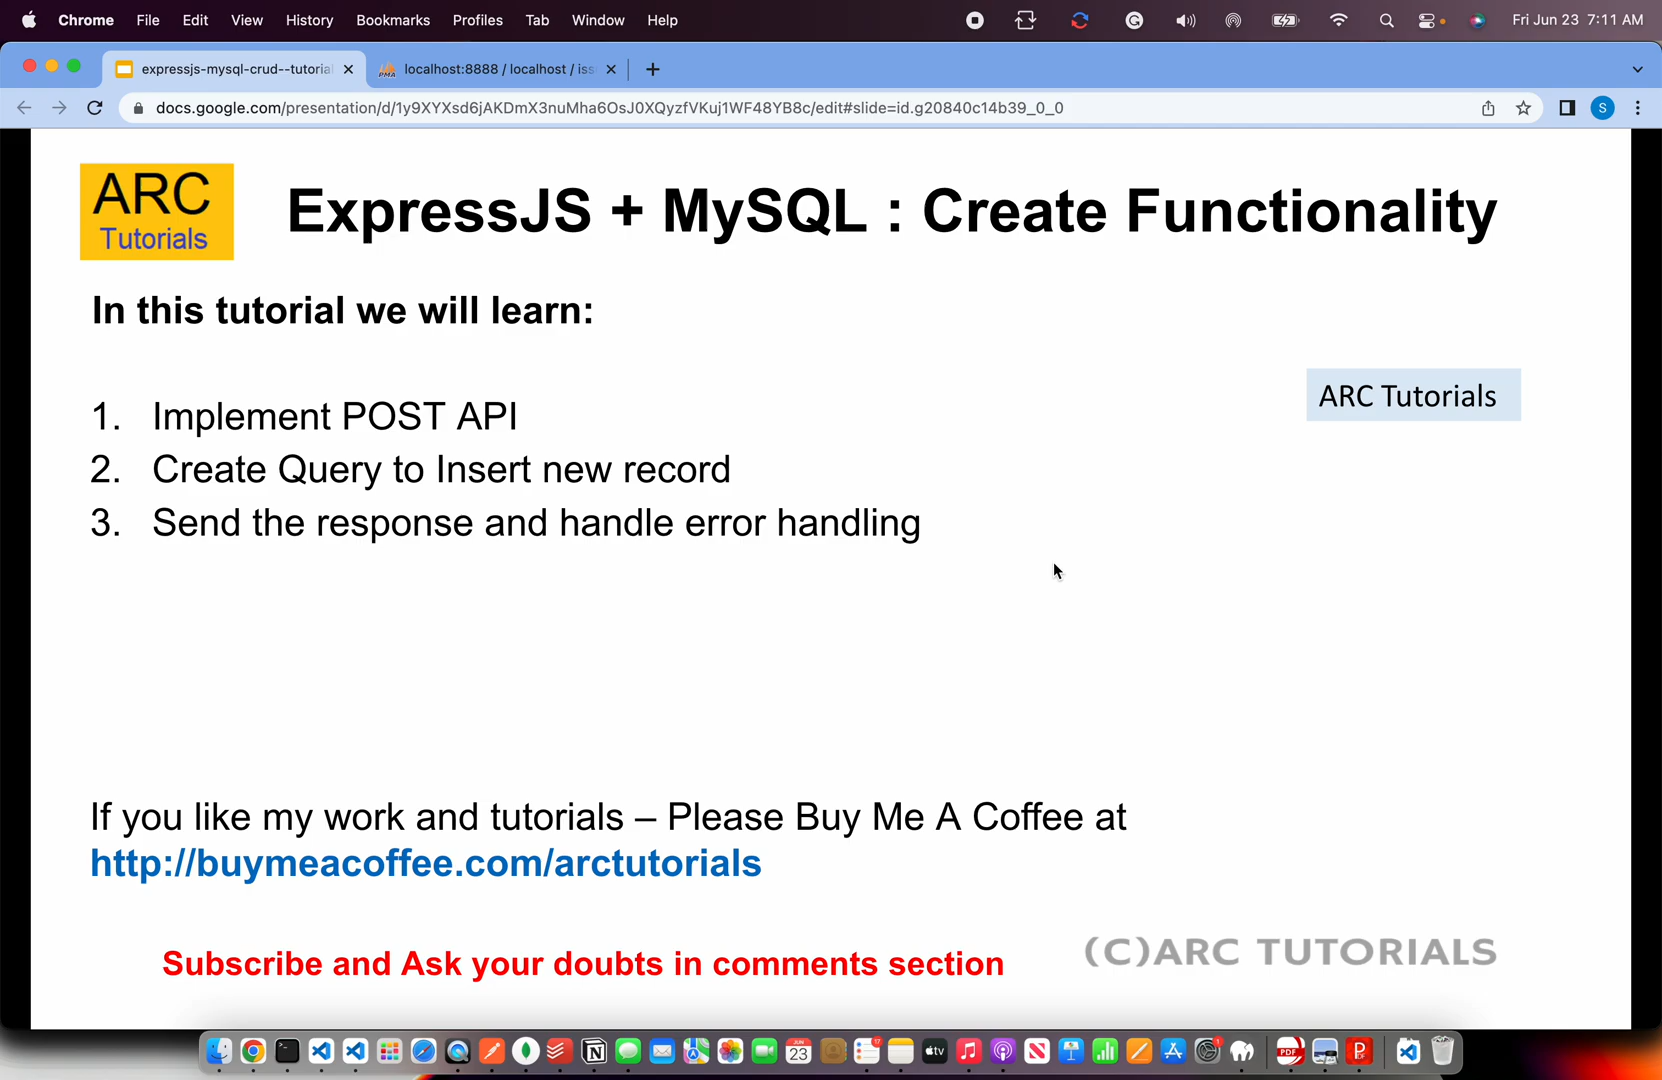 Chrome File Edit View History Bookmarks Profiles Tab Window Help Fri Jun 23 7:11 AM
expressjs-mysql-crud--tutorial localhost:8888 / localhost / iss
docs.google.com/presentation/d/1y9XYXsd6jAKDmX3nuMha6OsJ0XQyzfVKuj1WF48YB8c/edit#slide=id.g20840c14b39_0_0 S
ARC
Tutorials
ExpressJS + MySQL : Create Functionality
In this tutorial we will learn:
ARC Tutorials
1. Implement POST API
2. Create Query to Insert new record
3. Send the response and handle error handling
If you like my work and tutorials – Please Buy Me A Coffee at
http://buymeacoffee.com/arctutorials
Subscribe and Ask your doubts in comments section
(C)ARC TUTORIALS